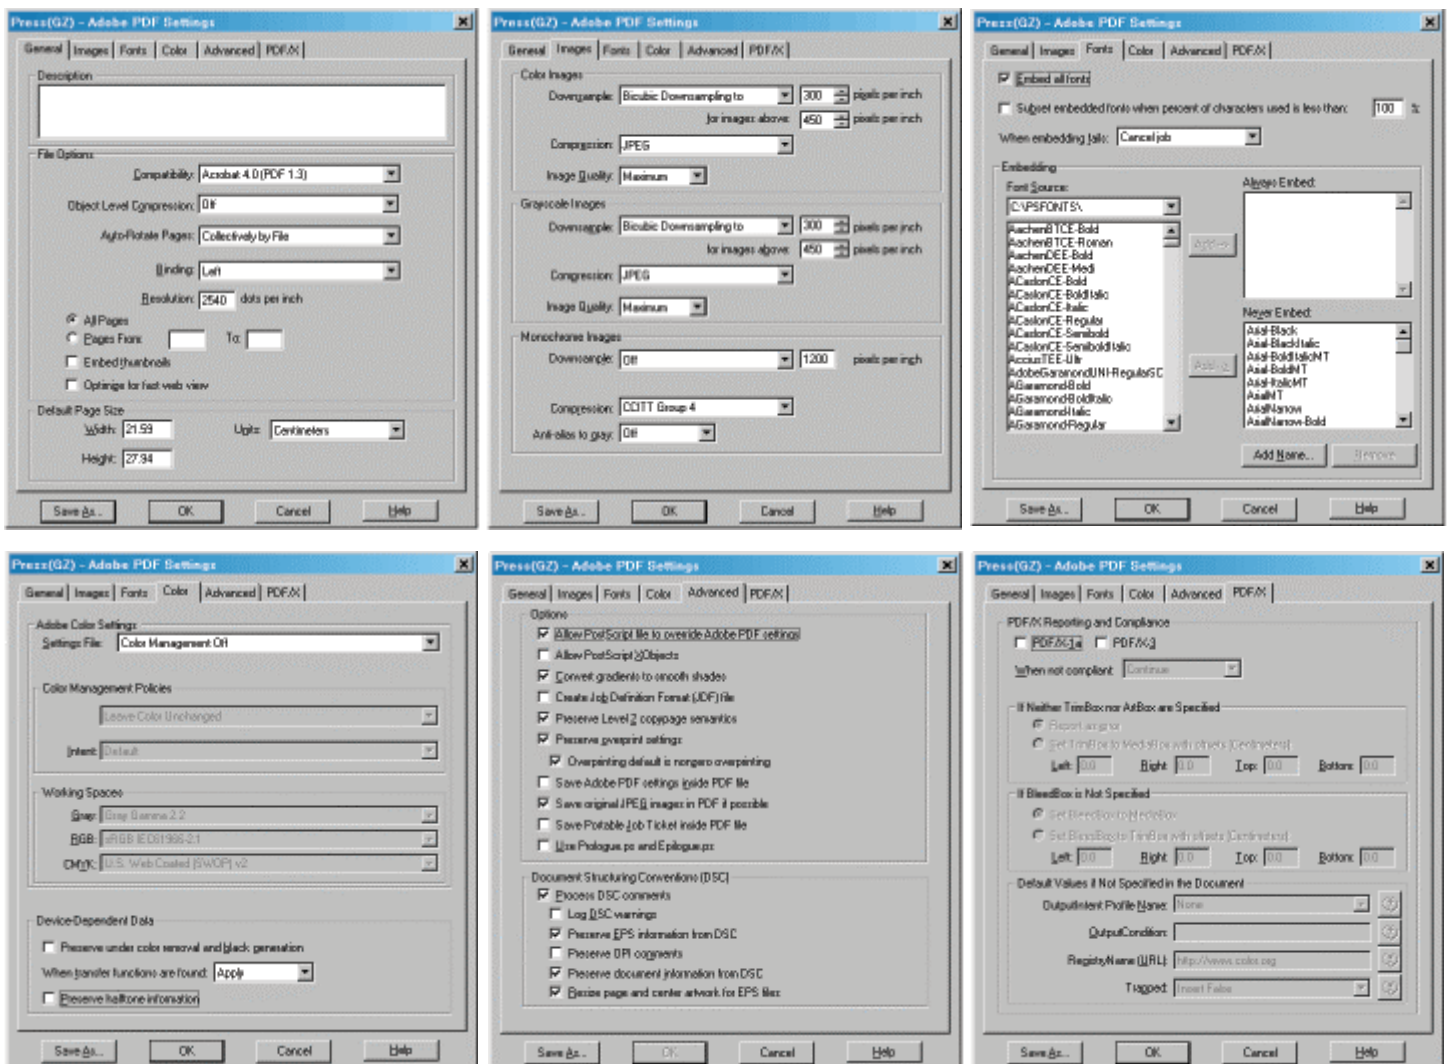 Press(GZ) - Adobe PDF Settings
General Images Fonts Color Advanced PDF/X
Description
File Options
Compatibility: Acrobat 4.0 (PDF 1.3)
Object Level Compression: Off
Auto-Rotate Pages: Collectively by File
Binding: Left
Resolution: 2540 dots per inch
All Pages
Pages From: To:
Embed thumbnails
Optimize for fast web view
Default Page Size
Width: 21.59 Units: Centimeters
Height: 27.94
Save As... OK Cancel Help
Press(GZ) - Adobe PDF Settings
General Images Fonts Color Advanced PDF/X
Color Images
Downsample: Bicubic Downsampling to 300 pixels per inch
for images above: 450 pixels per inch
Compression: JPEG
Image Quality: Maximum
Grayscale Images
Downsample: Bicubic Downsampling to 300 pixels per inch
for images above: 450 pixels per inch
Compression: JPEG
Image Quality: Maximum
Monochrome Images
Downsample: Off 1200 pixels per inch
Compression: CCITT Group 4
Anti-alias to gray: Off
Save As... OK Cancel Help
Press(GZ) - Adobe PDF Settings
General Images Fonts Color Advanced PDF/X
Embed all fonts
Subset embedded fonts when percent of characters used is less than: 100 %
When embedding fails: Cancel job
Embedding
Font Source:
C:\PSFONTS\
AachenBTCE-Bold
AachenBTCE-Roman
AachenDEE-Bold
AachenDEE-Medi
ACaslonCE-Bold
ACaslonCE-BoldItalic
ACaslonCE-Italic
ACaslonCE-Regular
ACaslonCE-Semibold
ACaslonCE-SemiboldItalic
AcciusTEE-Ultr
AdobeGaramondUNI-RegularSC
AGaramond-Bold
AGaramond-BoldItalic
AGaramond-Italic
AGaramond-Regular
Add ->
Add ->
Always Embed:
Never Embed:
Arial-Black
Arial-BlackItalic
Arial-BoldItalicMT
Arial-BoldMT
Arial-ItalicMT
ArialMT
ArialNarrow
ArialNarrow-Bold
Add Name... Remove
Save As... OK Cancel Help
Press(GZ) - Adobe PDF Settings
General Images Fonts Color Advanced PDF/X
Adobe Color Settings
Settings File: Color Management Off
Color Management Policies
Leave Color Unchanged
Intent: Default
Working Spaces
Gray: Gray Gamma 2.2
RGB: sRGB IEC61966-2.1
CMYK: U.S. Web Coated (SWOP) v2
Device-Dependent Data
Preserve under color removal and black generation
When transfer functions are found: Apply
Preserve halftone information
Save As... OK Cancel Help
Press(GZ) - Adobe PDF Settings
General Images Fonts Color Advanced PDF/X
Options
Allow PostScript file to override Adobe PDF settings
Allow PostScript XObjects
Convert gradients to smooth shades
Create Job Definition Format (JDF) file
Preserve Level 2 copypage semantics
Preserve overprint settings
Overprinting default is nonzero overprinting
Save Adobe PDF settings inside PDF file
Save original JPEG images in PDF if possible
Save Portable Job Ticket inside PDF file
Use Prologue.ps and Epilogue.ps
Document Structuring Conventions (DSC)
Process DSC comments
Log DSC warnings
Preserve EPS information from DSC
Preserve OPI comments
Preserve document information from DSC
Resize page and center artwork for EPS files
Save As... OK Cancel Help
Press(GZ) - Adobe PDF Settings
General Images Fonts Color Advanced PDF/X
PDF/X Reporting and Compliance
PDF/X-1a PDF/X-3
When not compliant: Continue
If Neither TrimBox nor ArtBox are Specified
Report as error
Set TrimBox to MediaBox with offsets (Centimeters)
Left: 0.0 Right: 0.0 Top: 0.0 Bottom: 0.0
If BleedBox is Not Specified
Set BleedBox to MediaBox
Set BleedBox to TrimBox with offsets (Centimeters)
Left: 0.0 Right: 0.0 Top: 0.0 Bottom: 0.0
Default Values if Not Specified in the Document
OutputIntent Profile Name: None
OutputCondition:
RegistryName (URL): http://www.color.org
Trapped: Insert False
Save As... OK Cancel Help